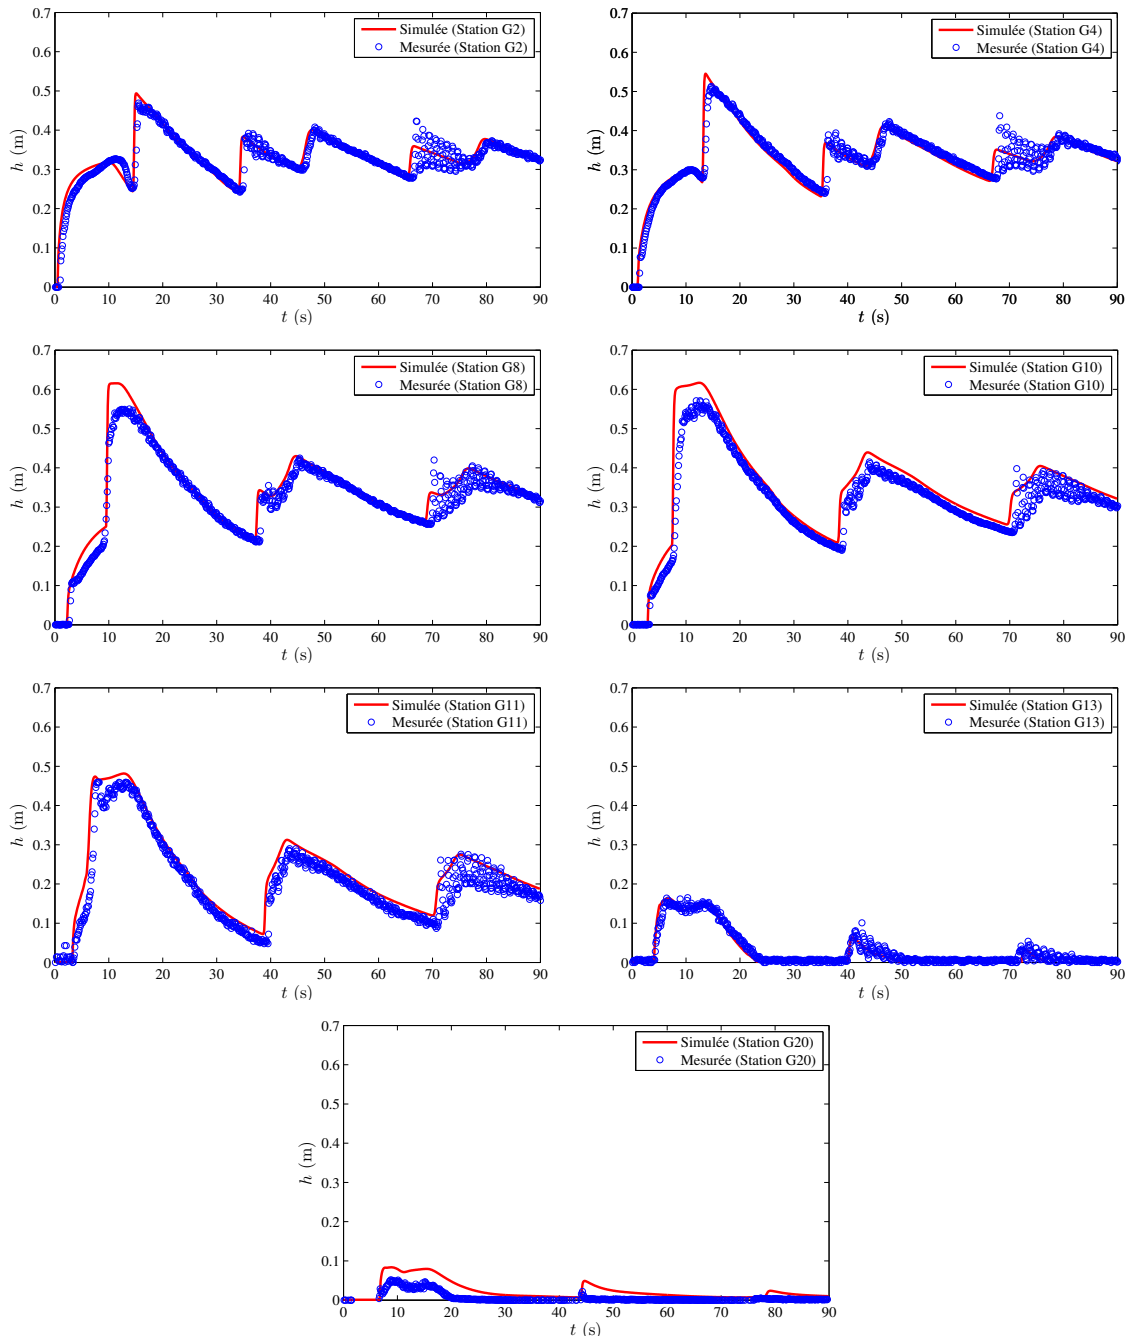 Simulée (Station G2)
Mesurée (Station G2)
h (m)
0.7
0.6
0.5
0.4
0.3
0.2
0.1
0
0 10 20 30 40 50 60 70 80 90
t (s)
Simulée (Station G4)
Mesurée (Station G4)
h (m)
0.7
0.6
0.5
0.4
0.3
0.2
0.1
0
0 10 20 30 40 50 60 70 80 90
t (s)
Simulée (Station G8)
Mesurée (Station G8)
h (m)
0.7
0.6
0.5
0.4
0.3
0.2
0.1
0
0 10 20 30 40 50 60 70 80 90
t (s)
Simulée (Station G10)
Mesurée (Station G10)
h (m)
0.7
0.6
0.5
0.4
0.3
0.2
0.1
0
0 10 20 30 40 50 60 70 80 90
t (s)
Simulée (Station G11)
Mesurée (Station G11)
h (m)
0.7
0.6
0.5
0.4
0.3
0.2
0.1
0
0 10 20 30 40 50 60 70 80 90
t (s)
Simulée (Station G13)
Mesurée (Station G13)
h (m)
0.7
0.6
0.5
0.4
0.3
0.2
0.1
0
0 10 20 30 40 50 60 70 80 90
t (s)
Simulée (Station G20)
Mesurée (Station G20)
h (m)
0.7
0.6
0.5
0.4
0.3
0.2
0.1
0
0 10 20 30 40 50 60 70 80 90
t (s)